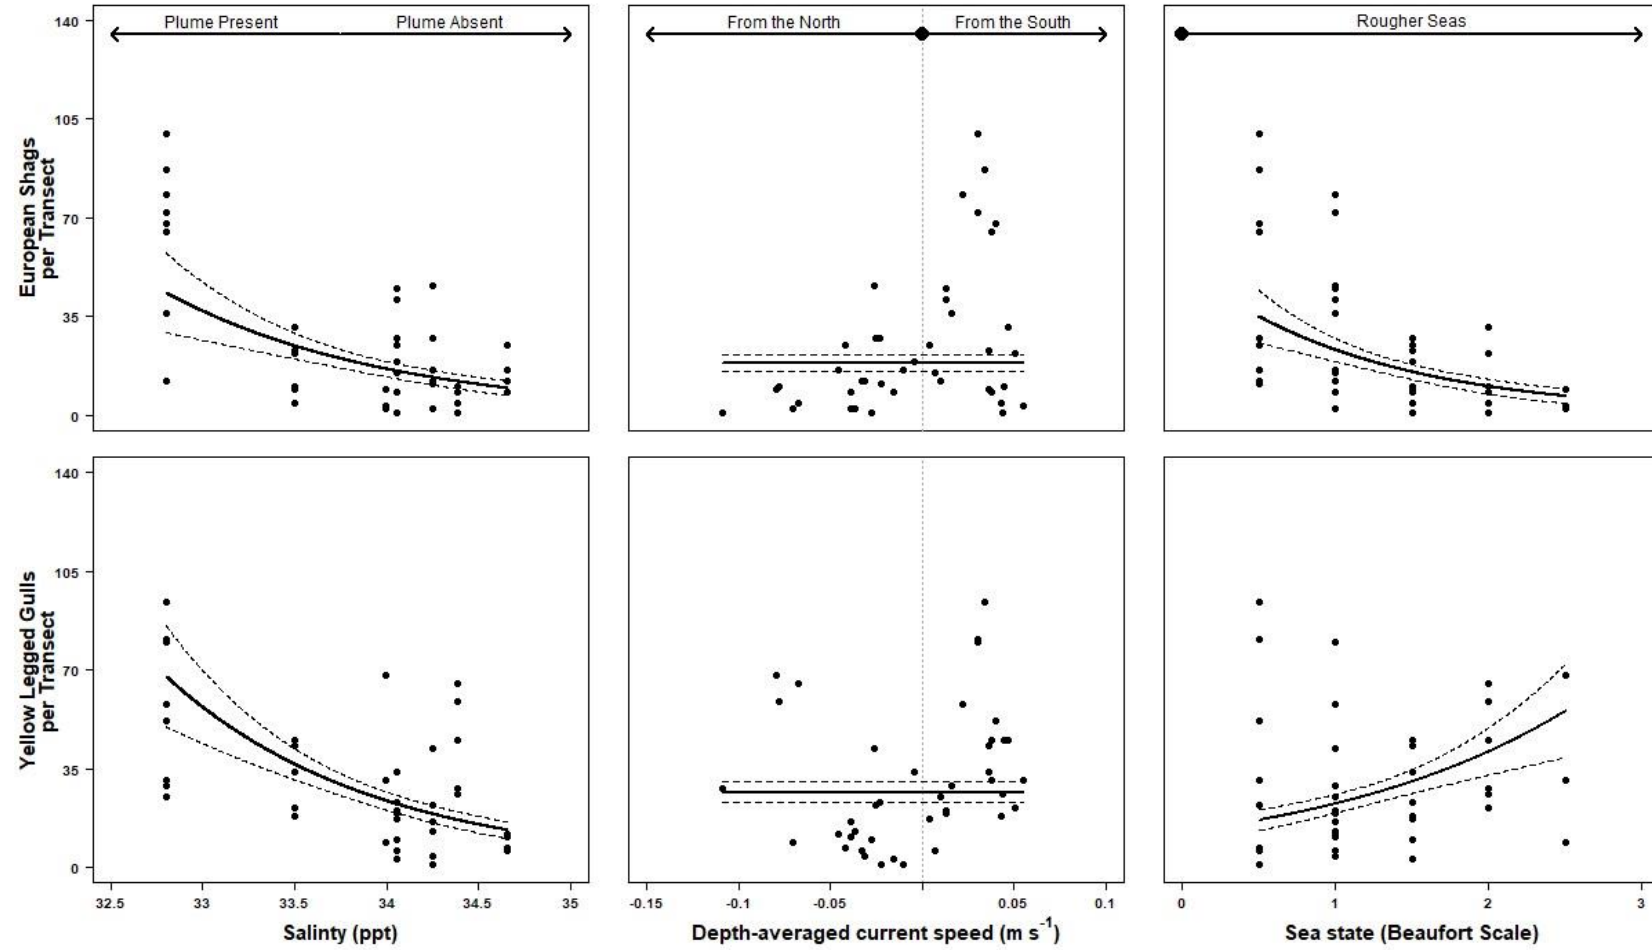 Plume Present Plume Absent
From the North From the South
Rougher Seas
European Shags
per Transect
140
105
70
35
0
Yellow Legged Gulls
per Transect
140
105
70
35
0
32.5 33 33.5 34 34.5 35
-0.15 -0.1 -0.05 0 0.05 0.1
0 1 2 3
Salinty (ppt)
Depth-averaged current speed (m s⁻¹)
Sea state (Beaufort Scale)